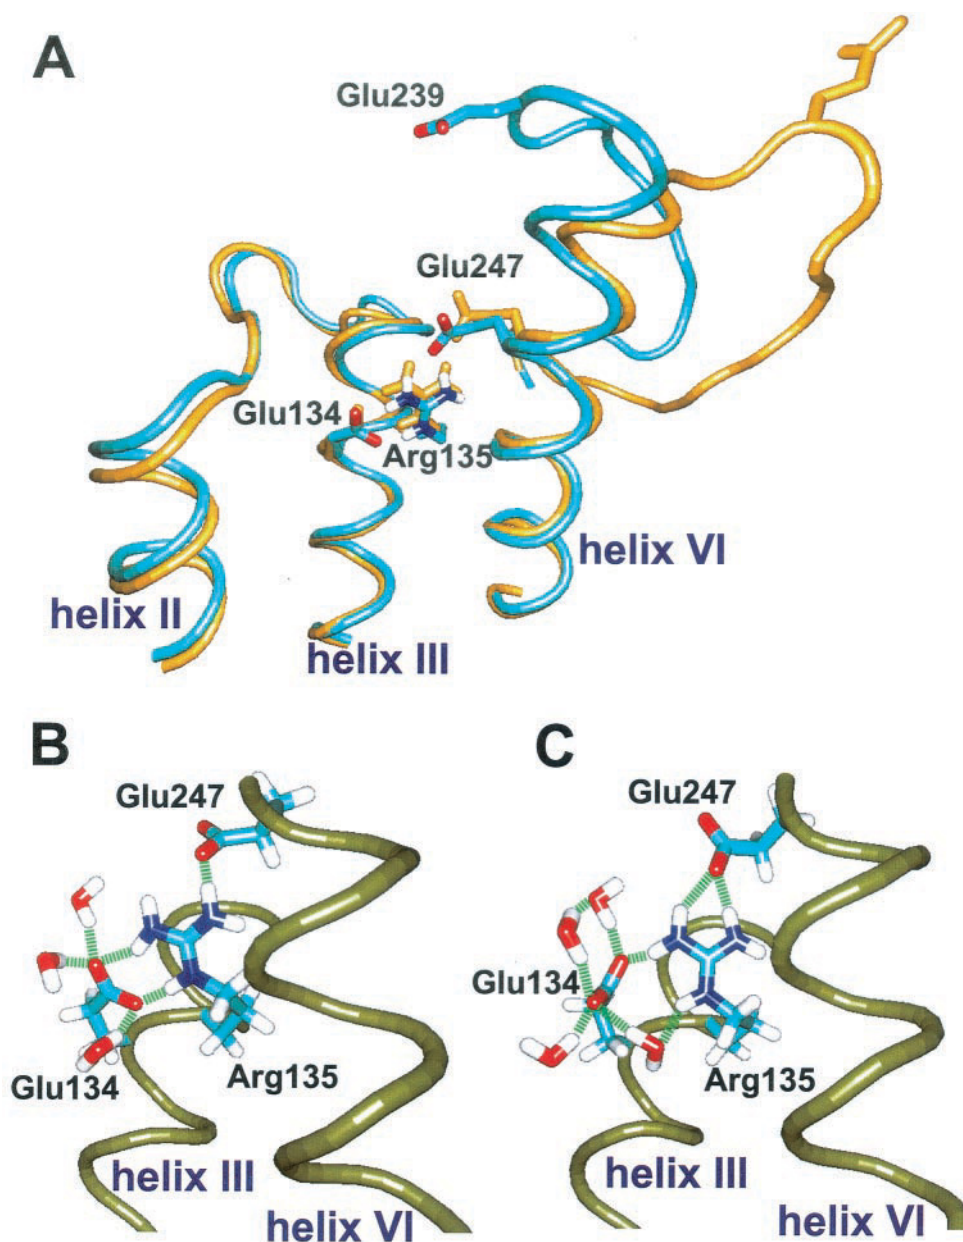 A
Glu239
Glu247
Glu134
Arg135
helix VI
helix II
helix III
B
Glu247
Glu134
Arg135
helix III
helix VI
C
Glu247
Glu134
Arg135
helix III
helix VI